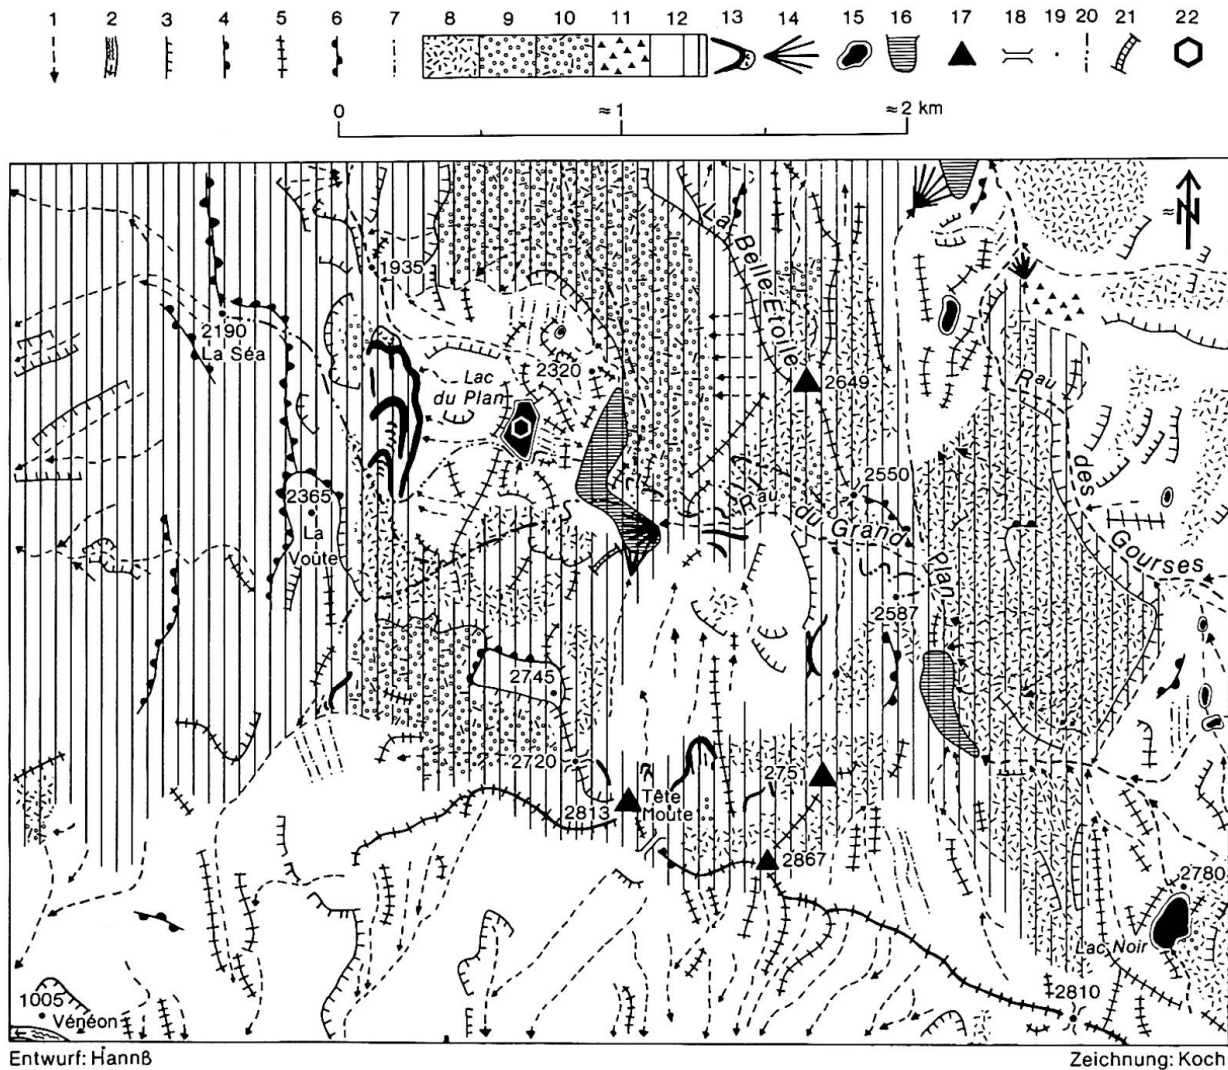 1 2 3 4 5 6 7 8 9 10 11 12 13 14 15 16 17 18 19 20 21 22
0 ≈1 ≈2 km
≈N
La Belle Etoile
1935
2190
La Séa
Lac
du Plan
2320
2649
Rau des Gourses
2365
La
Voute
2550
Rau du Grand Plan
2587
2745
2720
275
2813
Tête
Moute
2867
2780
Lac Noir
2810
1005
Vénéon
Entwurf: Hannß
Zeichnung: Koch